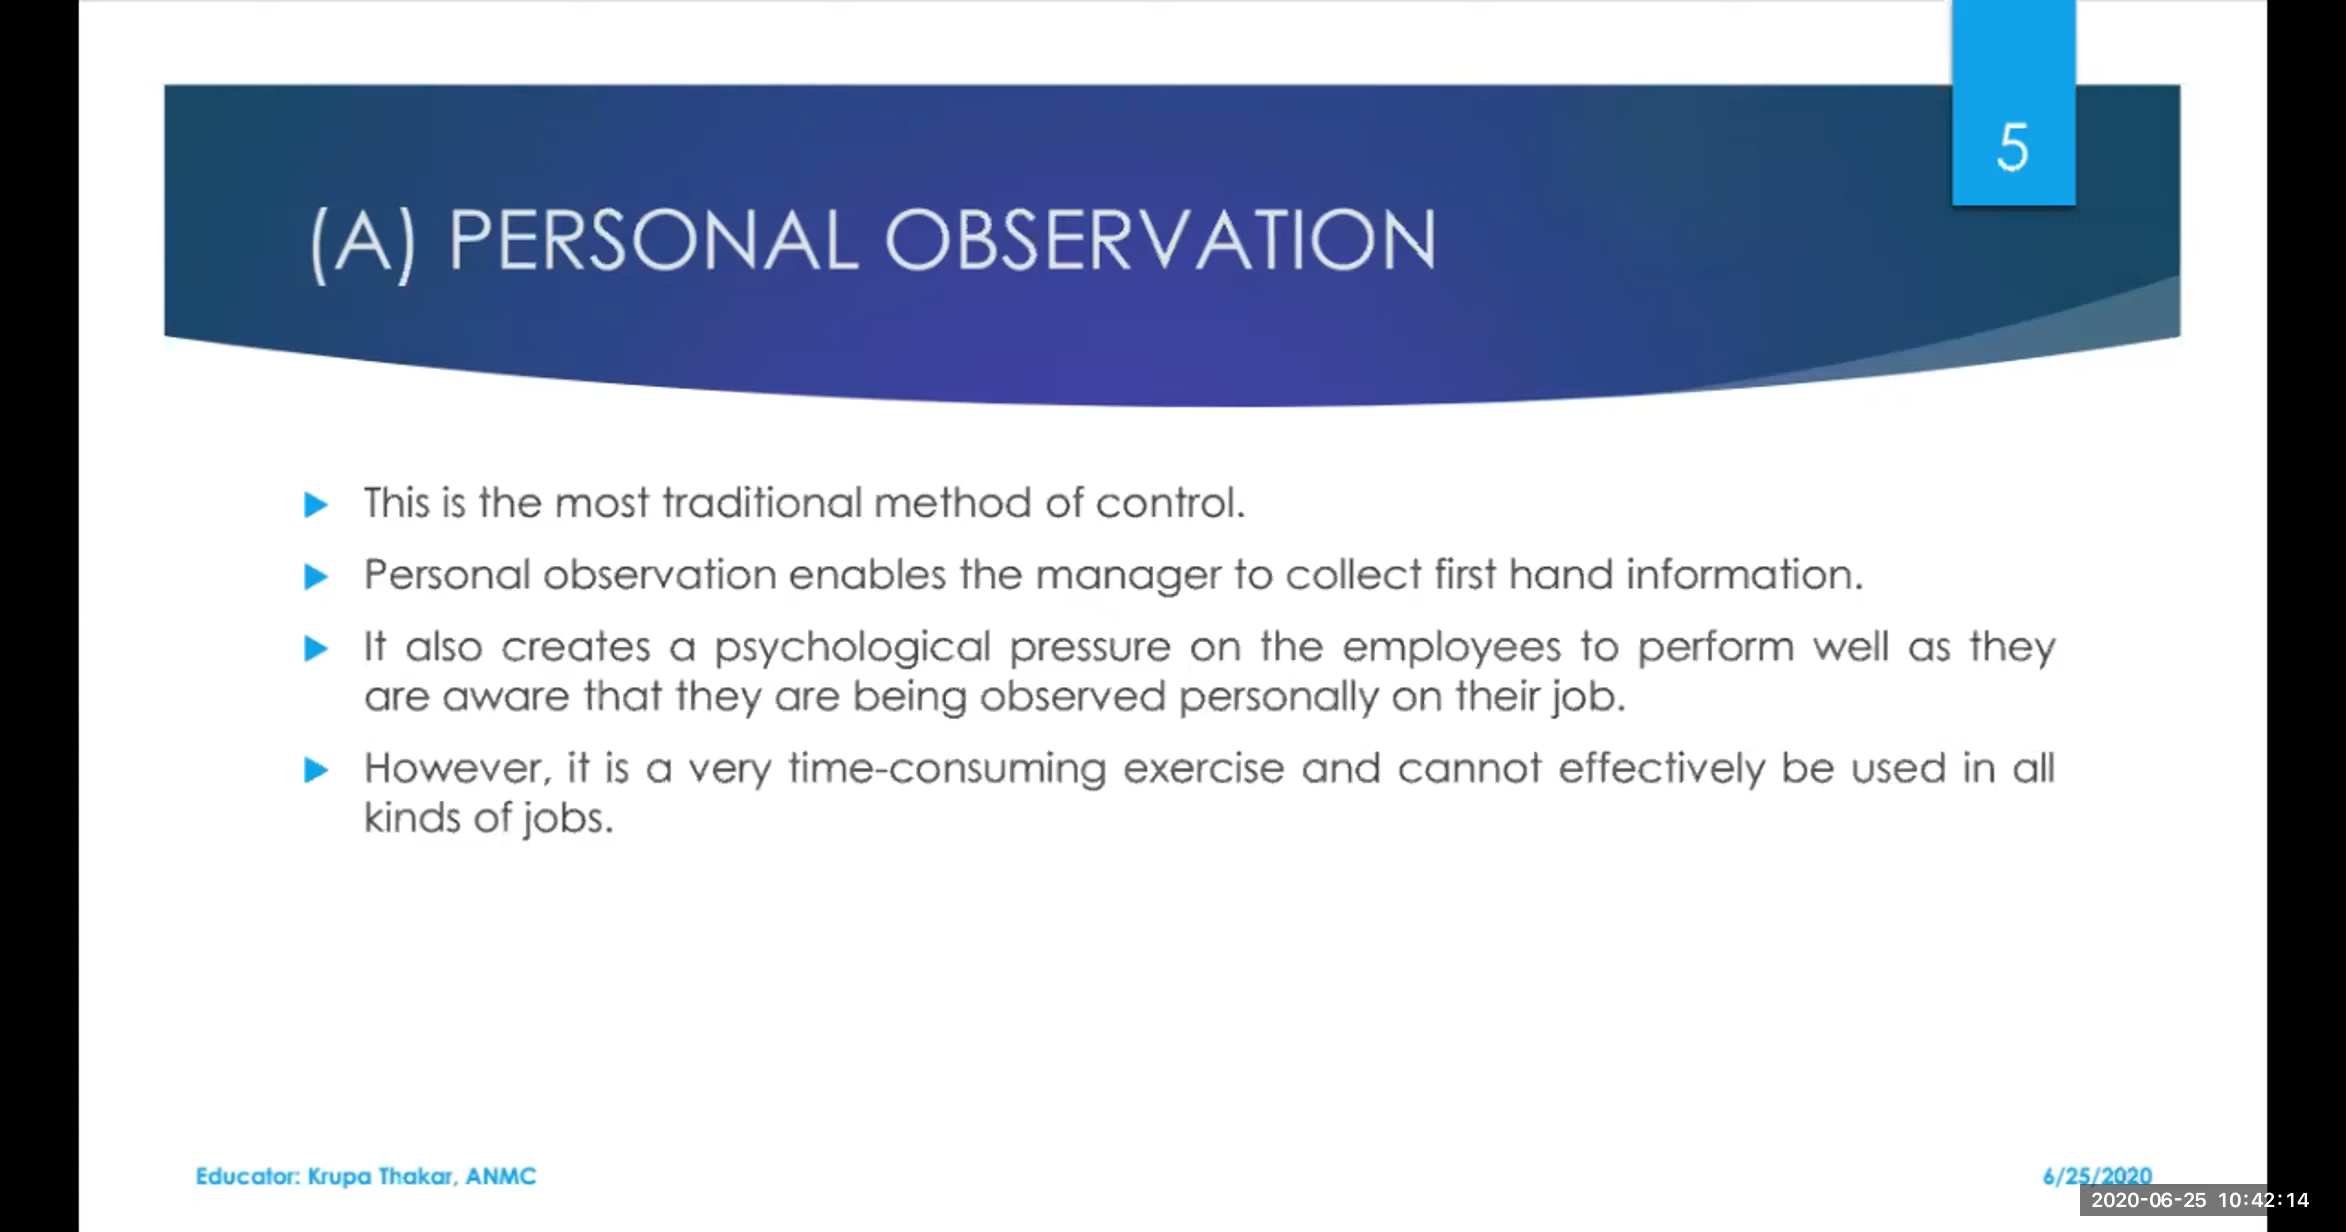 5
(A) PERSONAL OBSERVATION
This is the most traditional method of control.
Personal observation enables the manager to collect first hand information.
It also creates a psychological pressure on the employees to perform well as they
are aware that they are being observed personally on their job.
However, it is a very time-consuming exercise and cannot effectively be used in all
kinds of jobs.
Educator: Krupa Thakar, ANMC
6/25/2020
2020-06-25 10:42:14